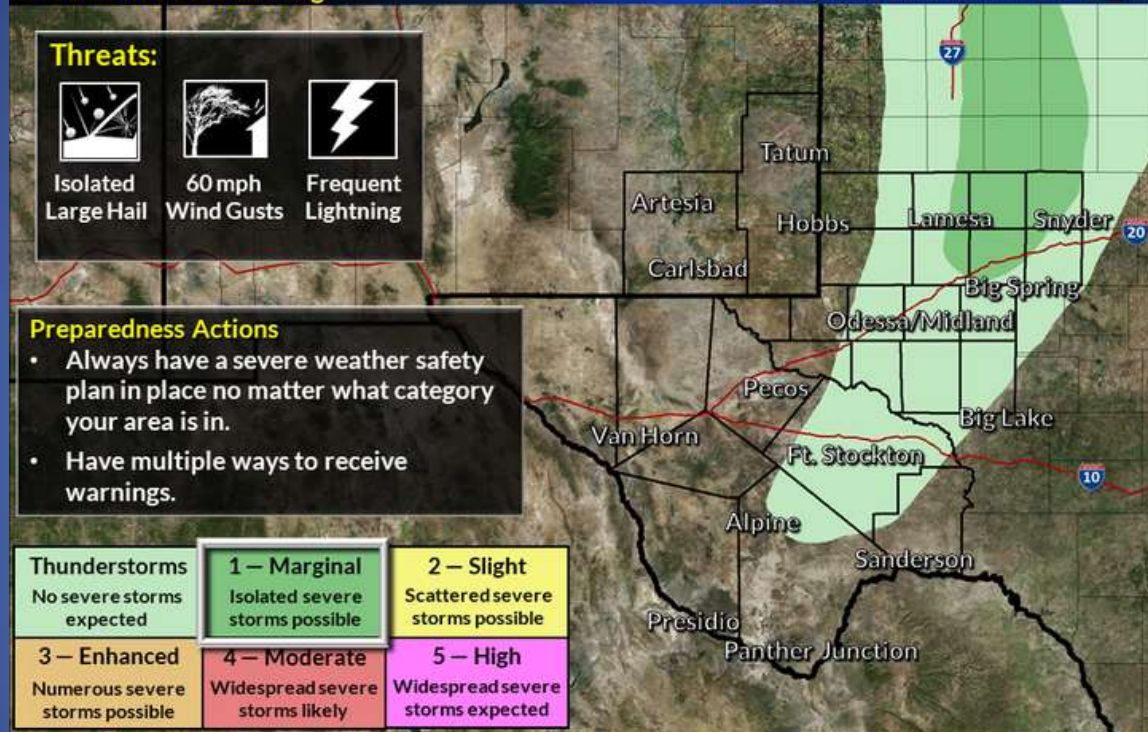 Threats:
Isolated
Large Hail
60 mph
Wind Gusts
Frequent
Lightning
Preparedness Actions
• Always have a severe weather safety
plan in place no matter what category
your area is in.
• Have multiple ways to receive
warnings.
Thunderstorms
No severe storms
expected
1 — Marginal
Isolated severe
storms possible
2 — Slight
Scattered severe
storms possible
3 — Enhanced
Numerous severe
storms possible
4 — Moderate
Widespread severe
storms likely
5 — High
Widespread severe
storms expected
27
Tatum
Artesia
Hobbs
Lamesa
Snyder
20
Carlsbad
Big Spring
Odessa/Midland
Pecos
Big Lake
Van Horn
Ft. Stockton
10
Alpine
Sanderson
Presidio
Panther Junction